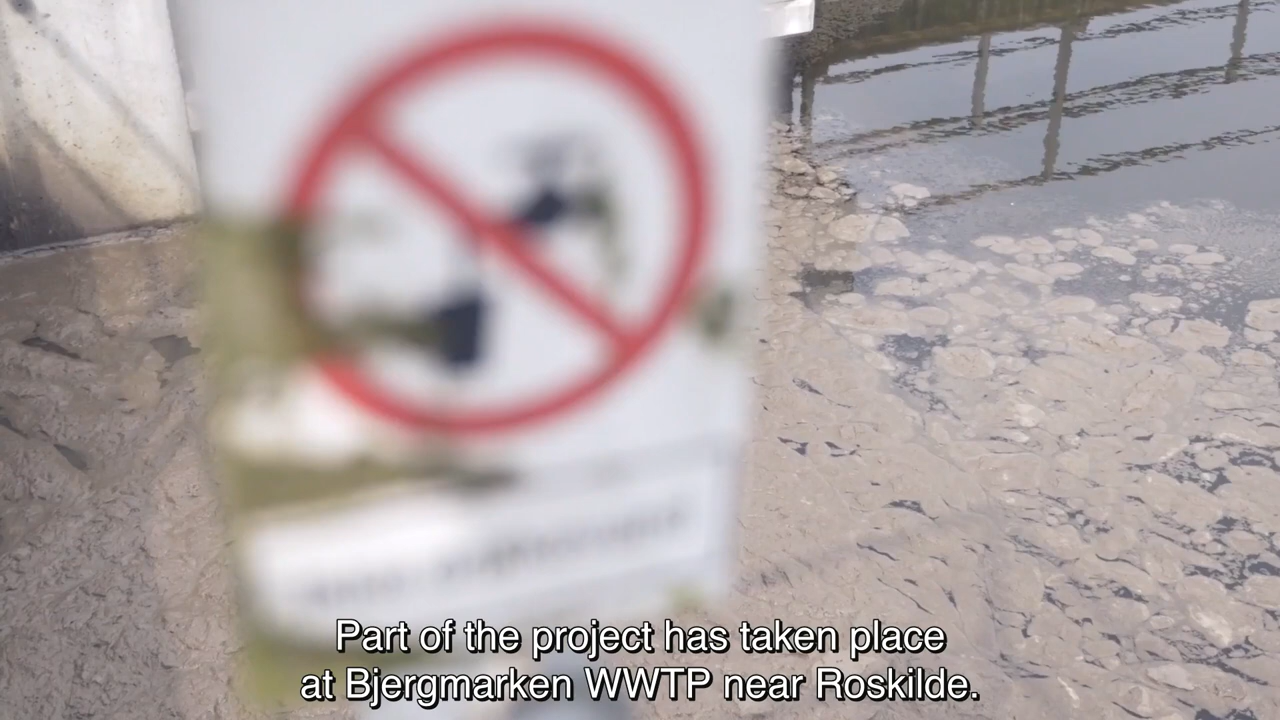 Part of the project has taken place
at Bjergmarken WWTP near Roskilde.